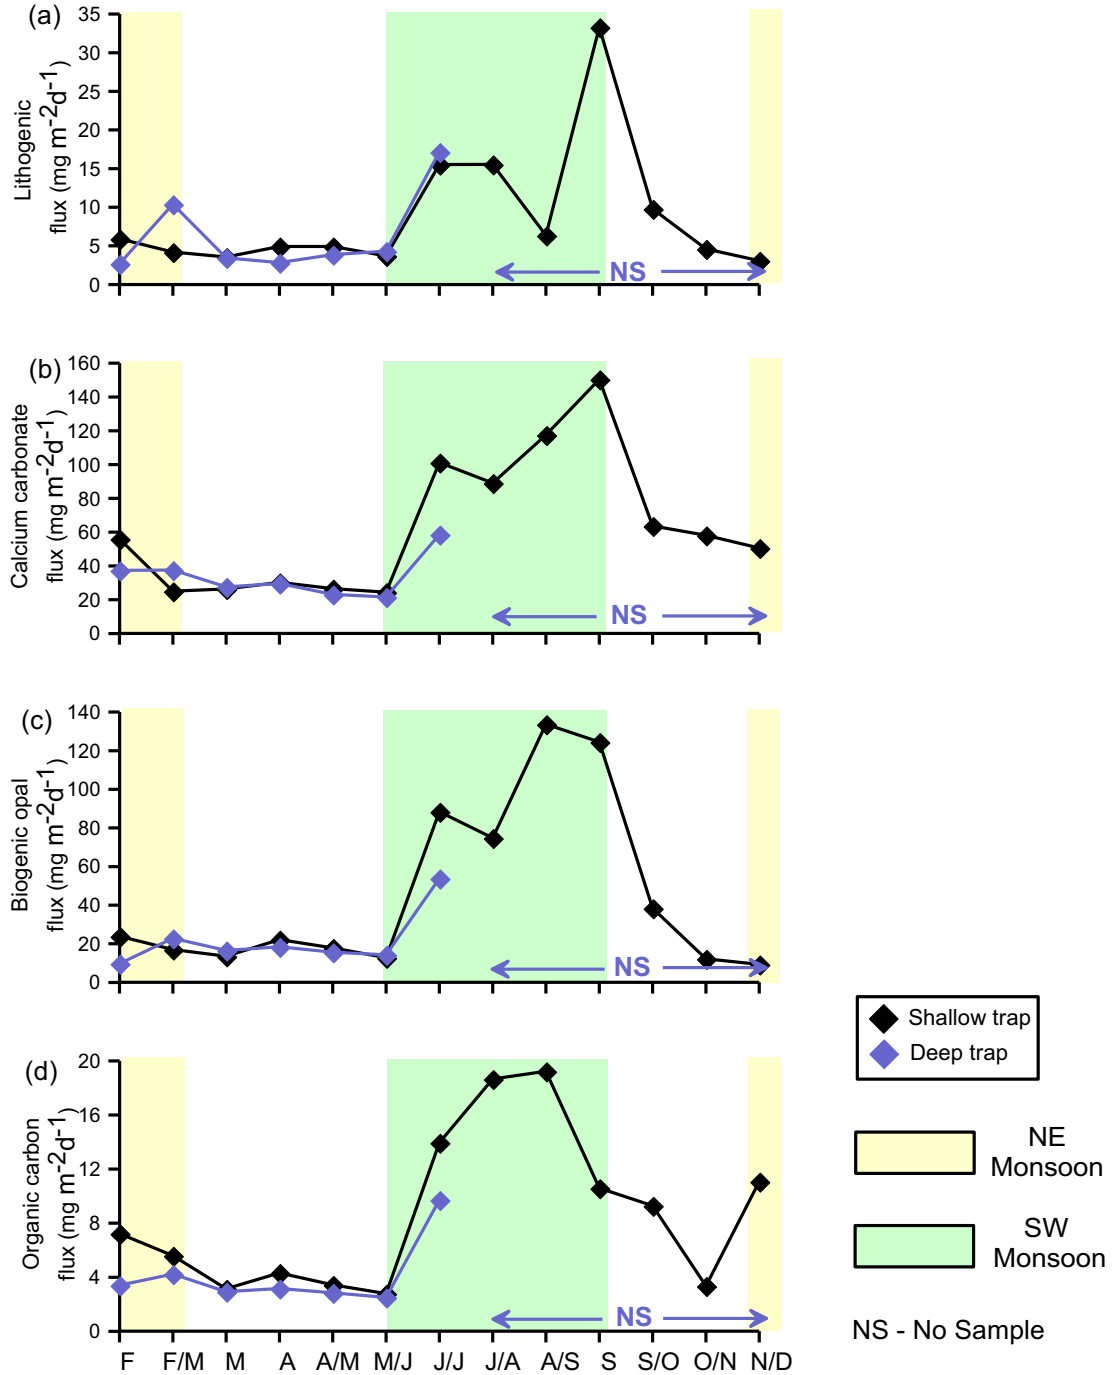 (a)
Lithogenic
flux (mg m-2d-1)
35
30
25
20
15
10
5
0
NS
(b)
Calcium carbonate
flux (mg m-2d-1)
160
140
120
100
80
60
40
20
0
NS
(c)
Biogenic opal
flux (mg m-2d-1)
140
120
100
80
60
40
20
0
NS
(d)
Organic carbon
flux (mg m-2d-1)
20
16
12
8
4
0
NS
F F/M M A A/M M/J J/J J/A A/S S S/O O/N N/D
Shallow trap
Deep trap
NE
Monsoon
SW
Monsoon
NS - No Sample